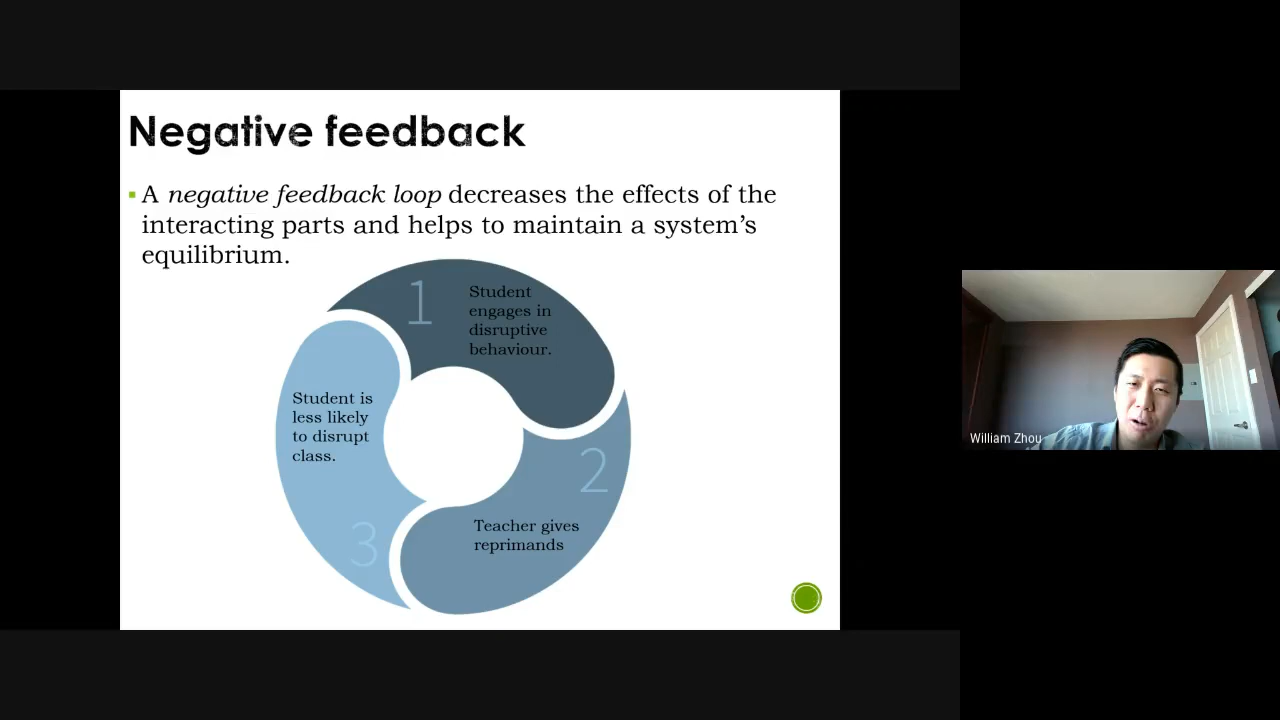 Negative feedback
A negative feedback loop decreases the effects of the
interacting parts and helps to maintain a system’s
equilibrium.
1
Student
engages in
disruptive
behaviour.
2
Teacher gives
reprimands
3
Student is
less likely
to disrupt
class.
William Zhou